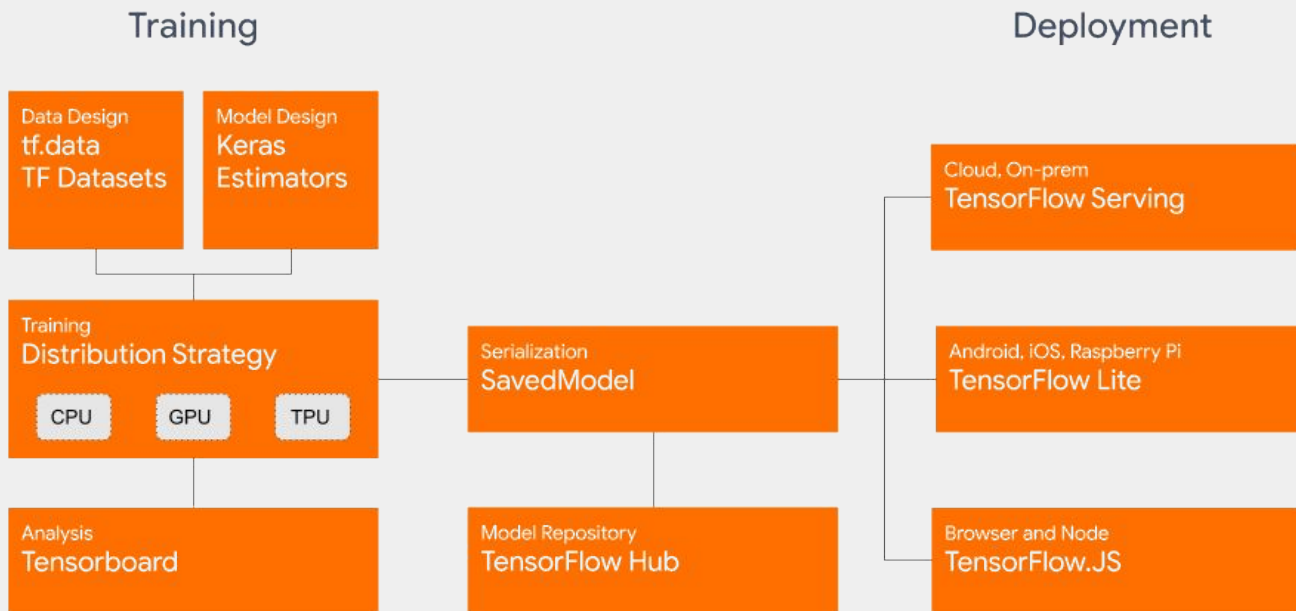 Training
Deployment
Data Design
tf.data
TF Datasets
Model Design
Keras
Estimators
Training
Distribution Strategy
CPU
GPU
TPU
Analysis
Tensorboard
Serialization
SavedModel
Model Repository
TensorFlow Hub
Cloud, On-prem
TensorFlow Serving
Android, iOS, Raspberry Pi
TensorFlow Lite
Browser and Node
TensorFlow.JS